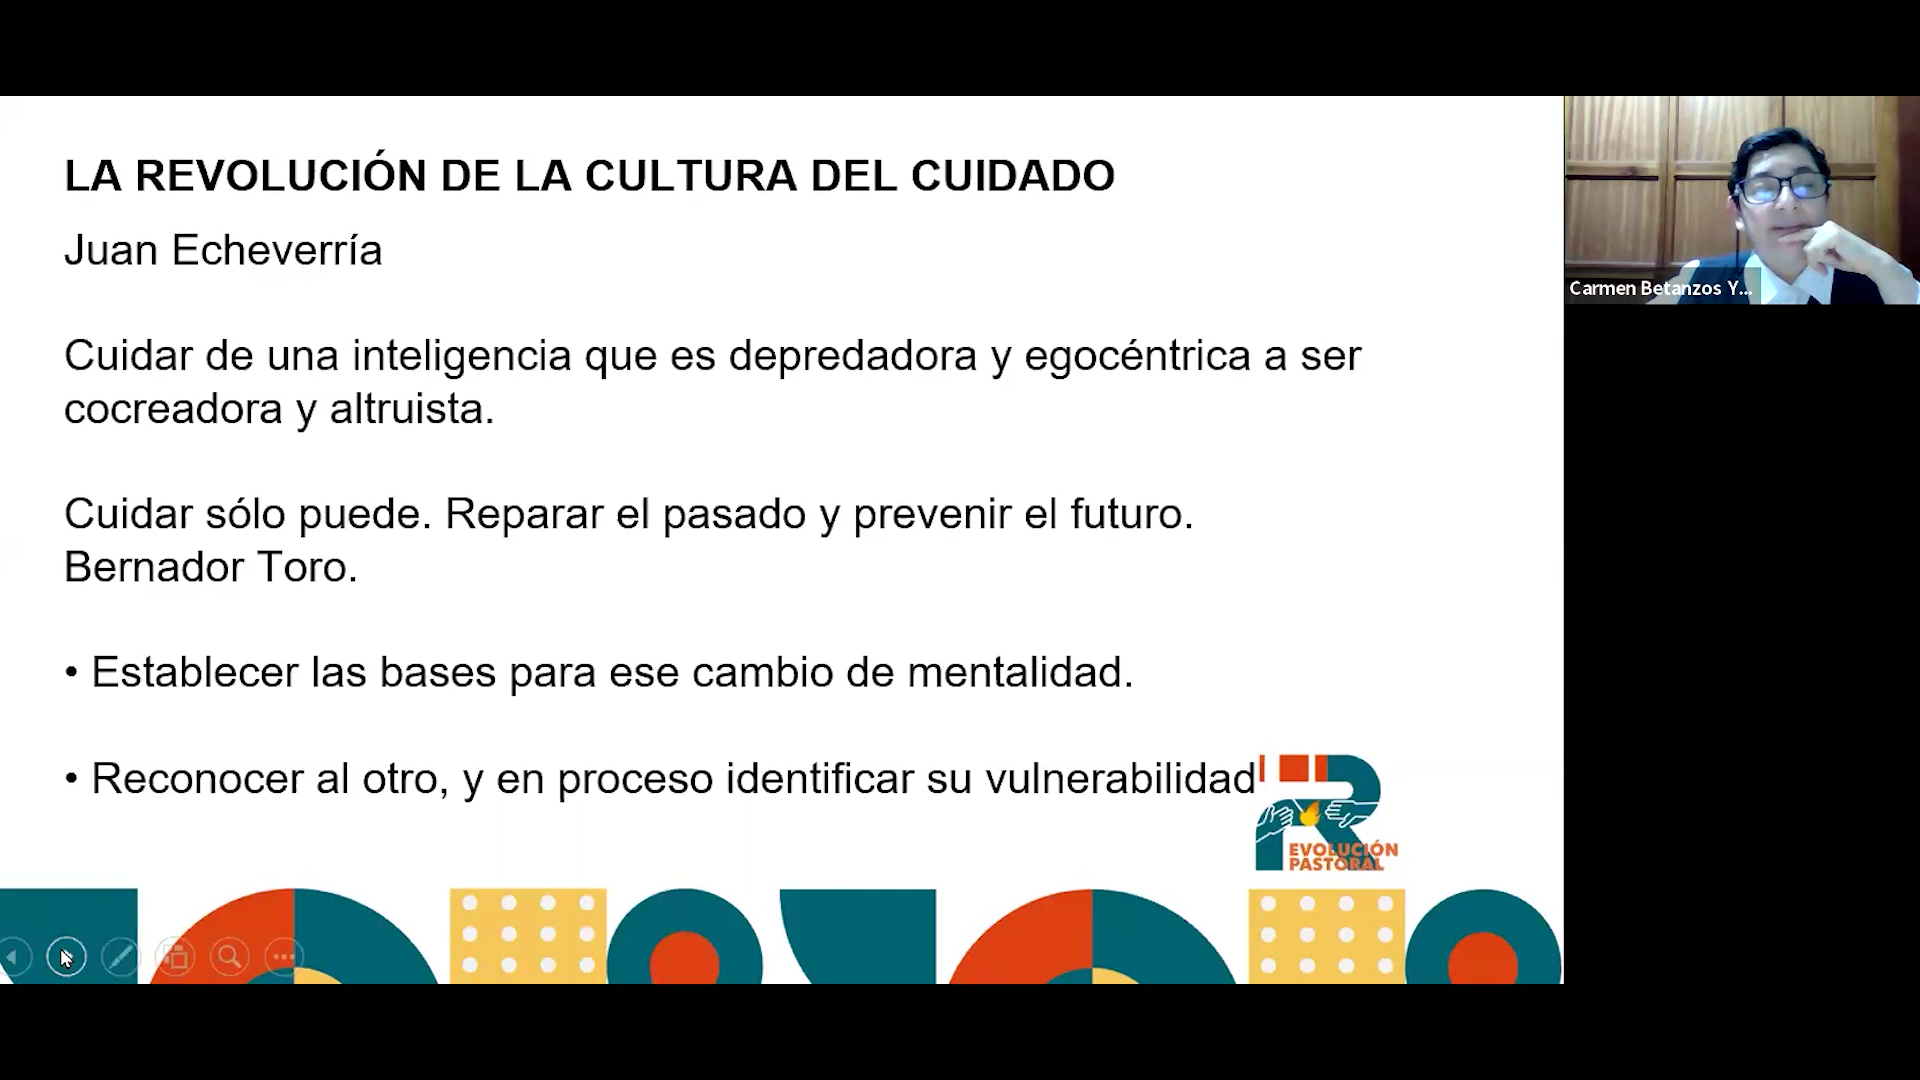 LA REVOLUCIÓN DE LA CULTURA DEL CUIDADO
Juan Echeverría
Cuidar de una inteligencia que es depredadora y egocéntrica a ser
cocreadora y altruista.
Cuidar sólo puede. Reparar el pasado y prevenir el futuro.
Bernador Toro.
• Establecer las bases para ese cambio de mentalidad.
• Reconocer al otro, y en proceso identificar su vulnerabilidad
R
EVOLUCIÓN
PASTORAL
Carmen Betanzos Y...